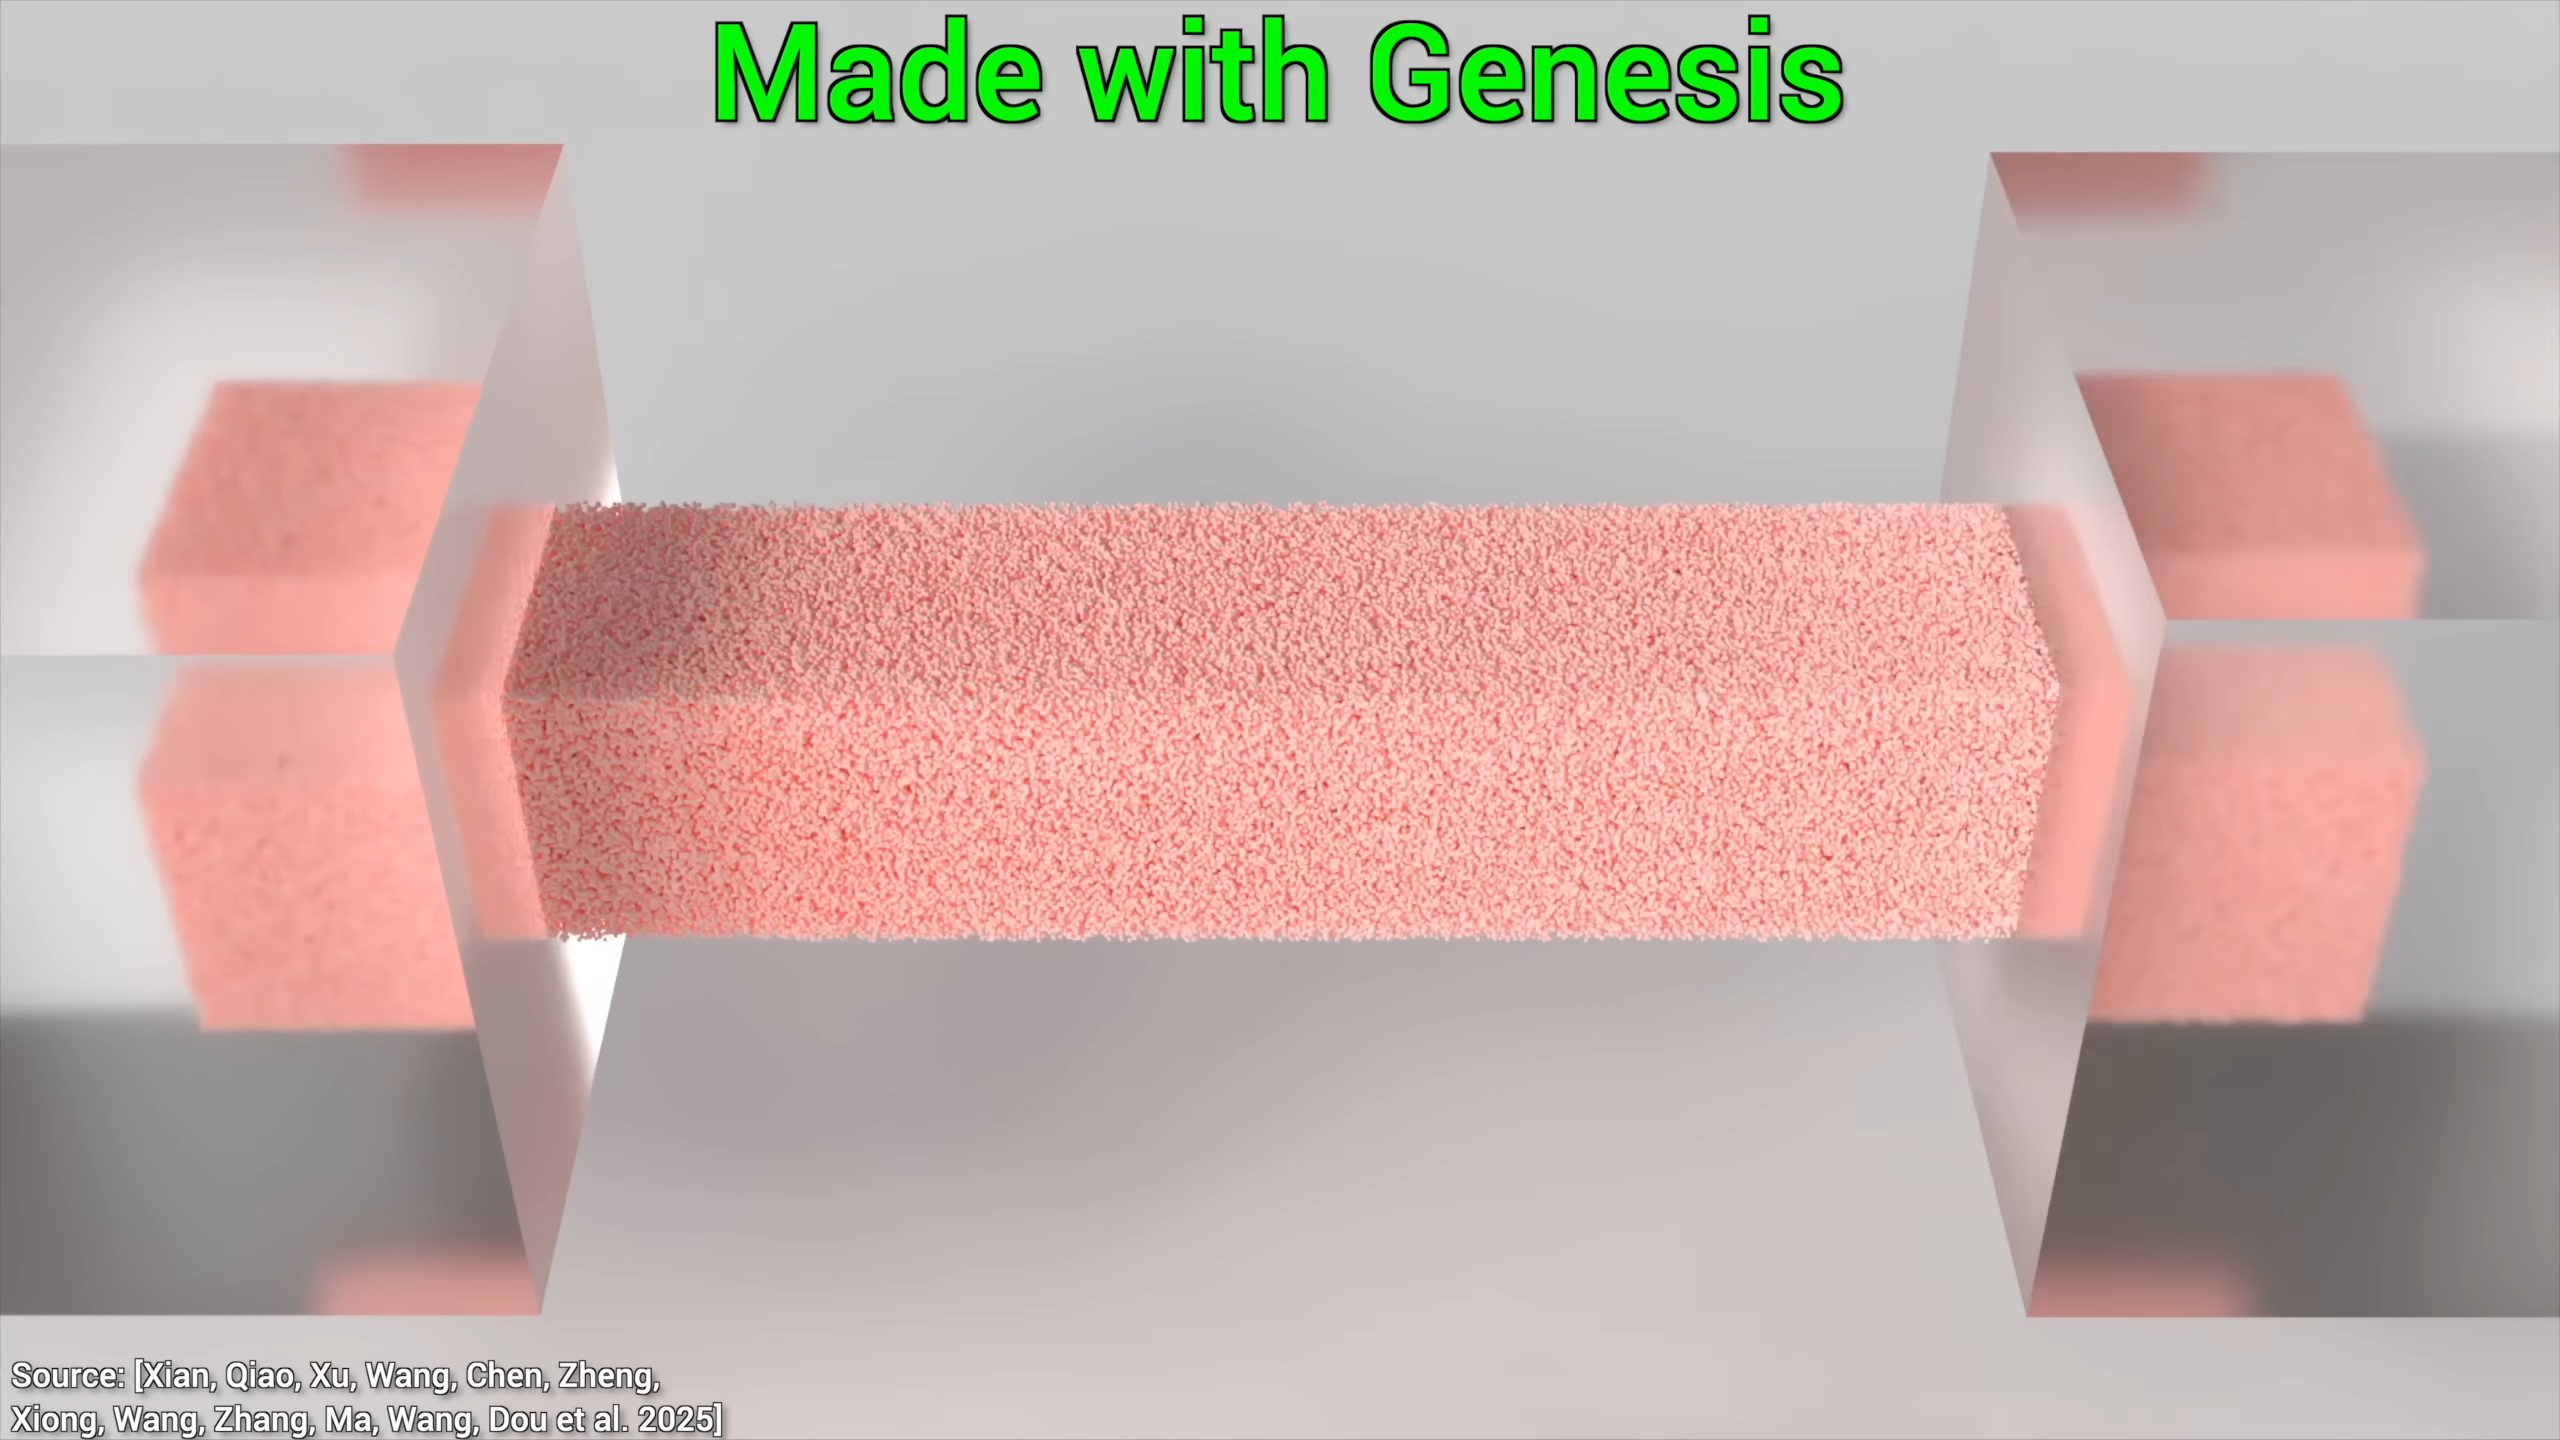 Made with Genesis
Source: [Xian, Qiao, Xu, Wang, Chen, Zheng,
Xiong, Wang, Zhang, Ma, Wang, Dou et al. 2025]